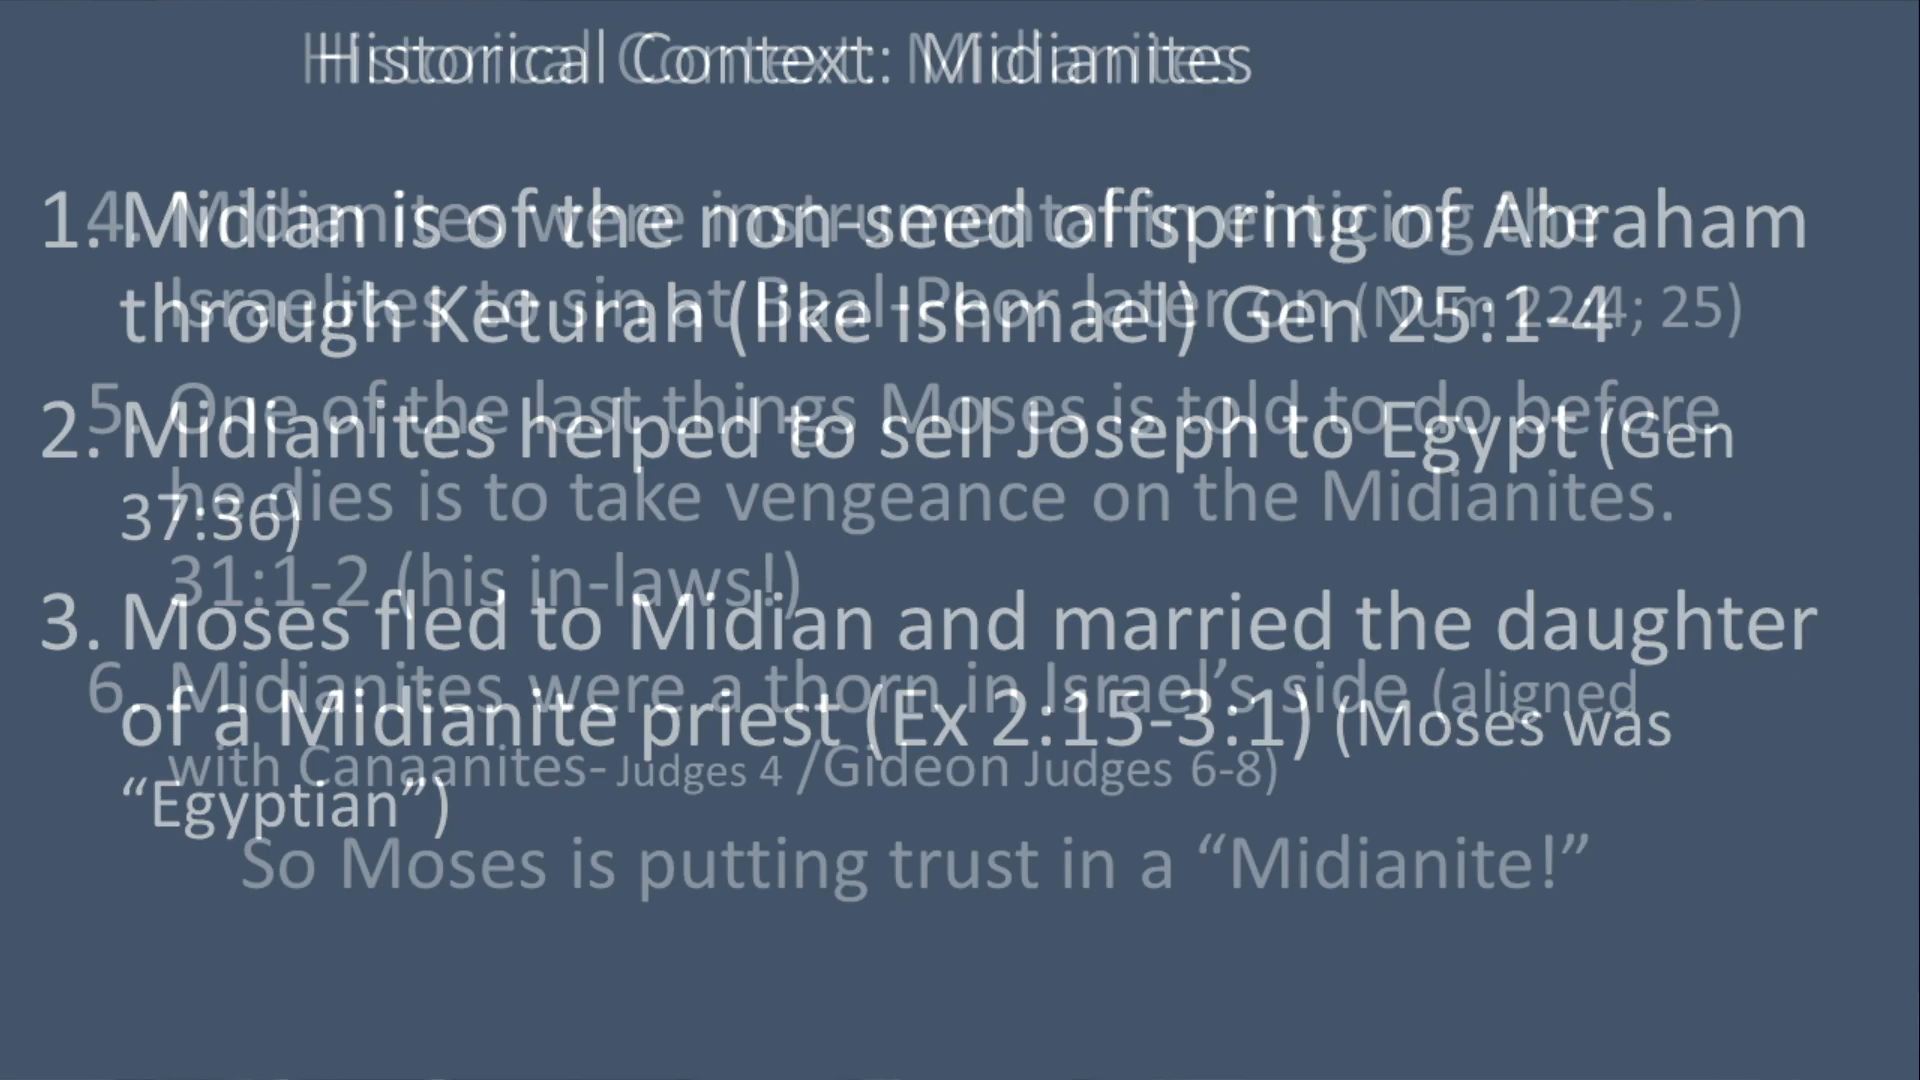 Historical Context: Midianites
1. Midian is of the non-seed offspring of Abraham
through Keturah (like Ishmael) Gen 25:1-4
2. Midianites helped to sell Joseph to Egypt (Gen
37:36)
3. Moses fled to Midian and married the daughter
of a Midianite priest (Ex 2:15-3:1) (Moses was
“Egyptian”)
Historical Context: Midianites
4. Midianites were instrumental in enticing the
Israelites to sin at Baal-Peor later on (Num 22:4; 25)
5. One of the last things Moses is told to do before
he dies is to take vengeance on the Midianites.
31:1-2 (his in-laws!)
6. Midianites were a thorn in Israel’s side (aligned
with Canaanites- Judges 4 /Gideon Judges 6-8)
So Moses is putting trust in a “Midianite!”